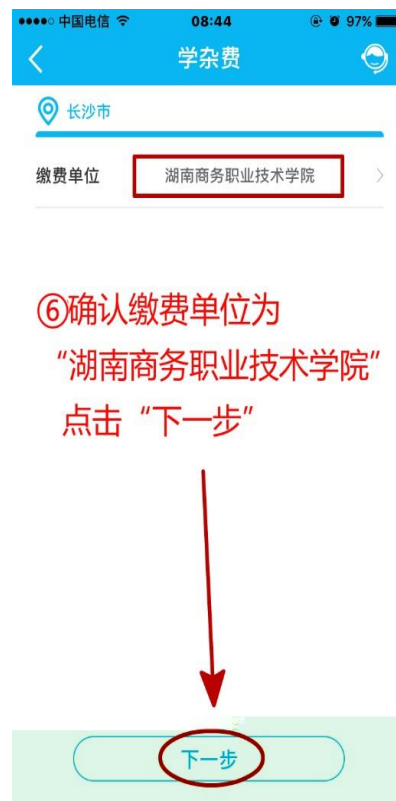 中国电信 08:44 97%
学杂费
长沙市
缴费单位 湖南商务职业技术学院
⑥确认缴费单位为
“湖南商务职业技术学院”
点击“下一步”
下一步